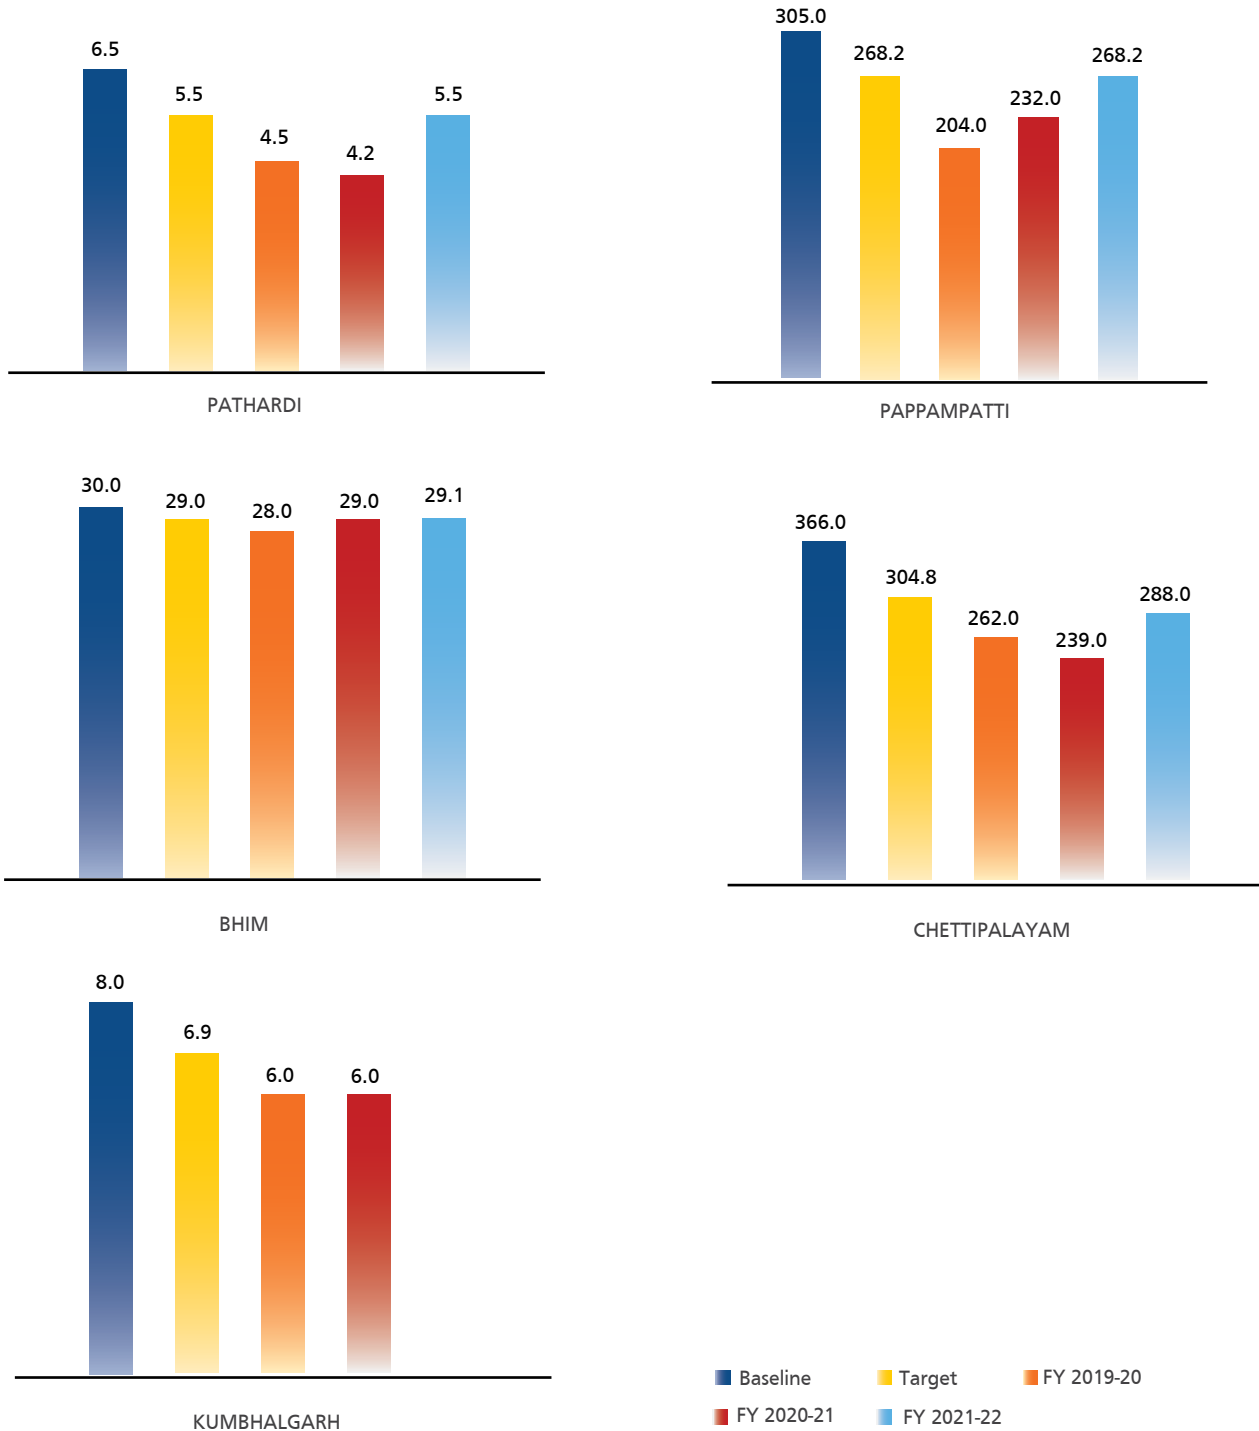 6.5
5.5
4.5
4.2
5.5
PATHARDI
305.0
268.2
204.0
232.0
268.2
PAPPAMPATTI
30.0
29.0
28.0
29.0
29.1
BHIM
366.0
304.8
262.0
239.0
288.0
CHETTIPALAYAM
8.0
6.9
6.0
6.0
KUMBHALGARH
Baseline
Target
FY 2019-20
FY 2020-21
FY 2021-22